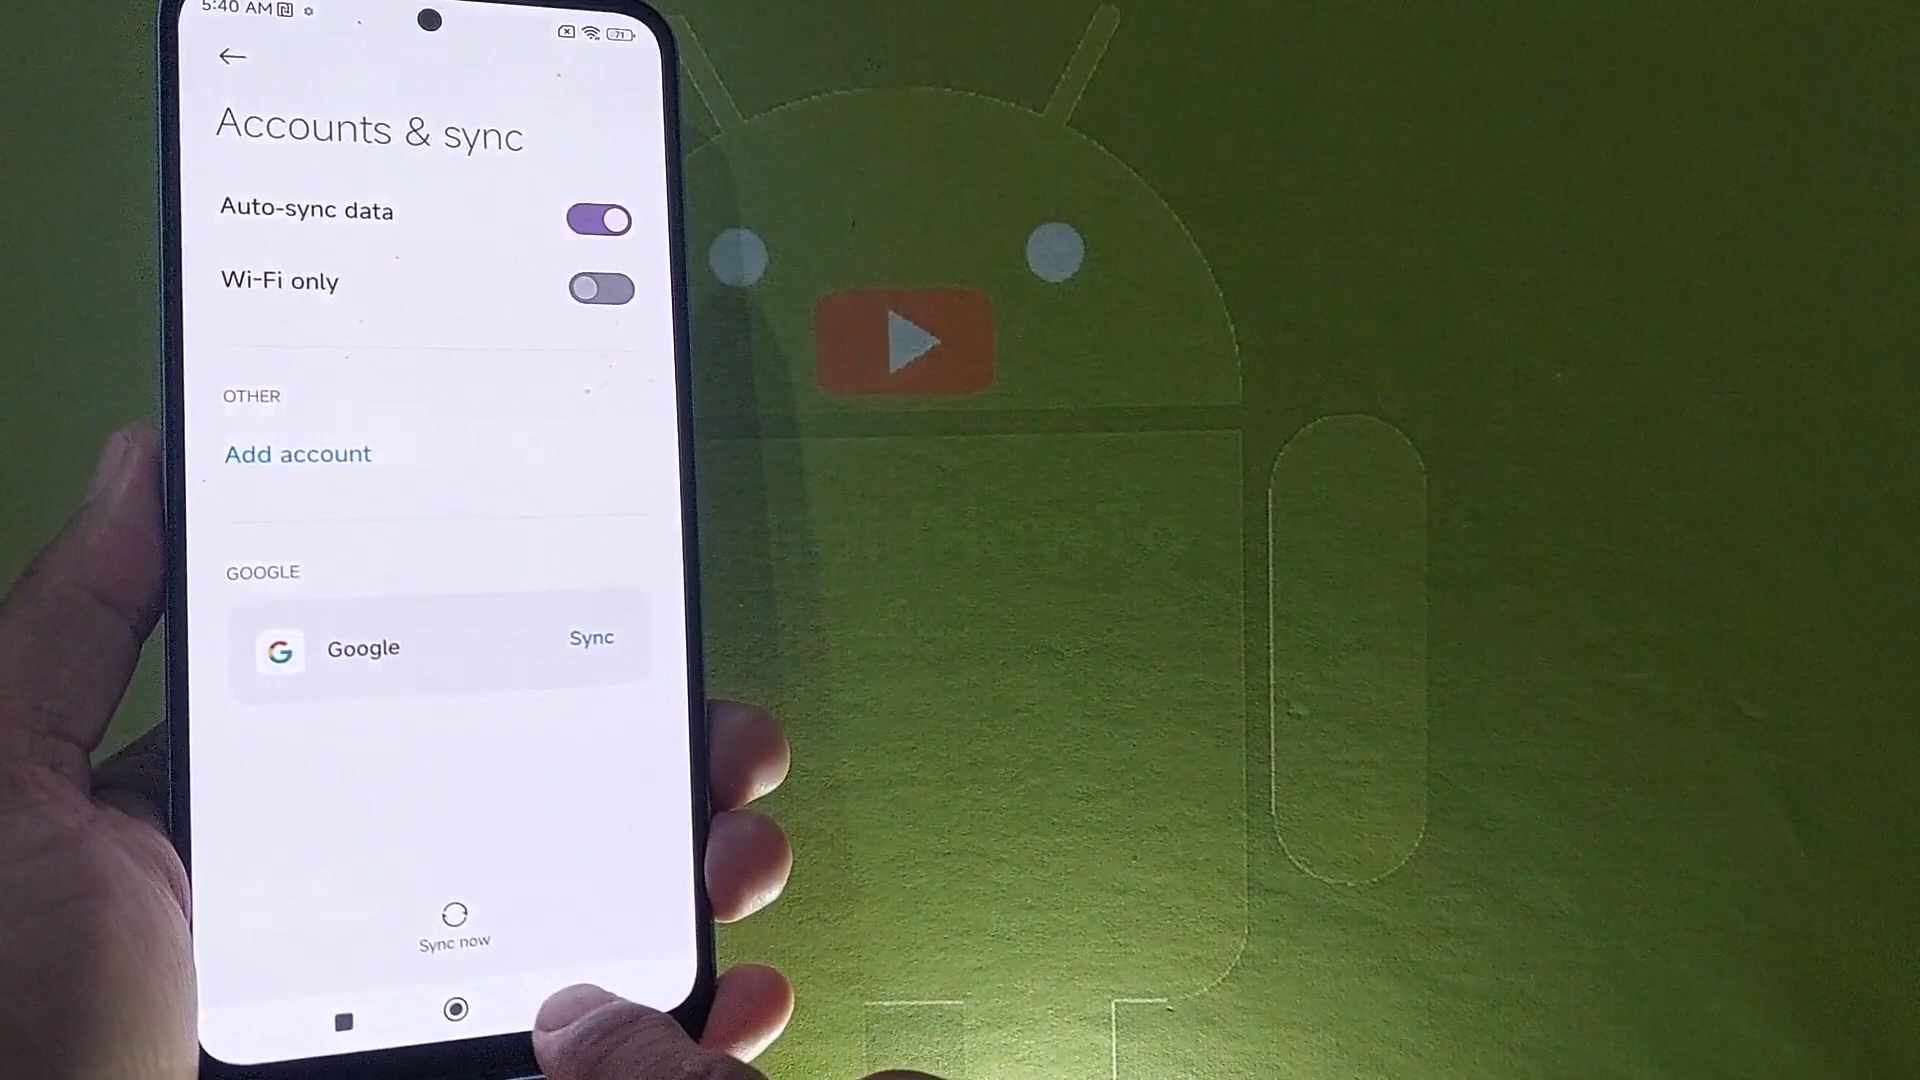 5:40 AM
71
Accounts & sync
Auto-sync data
Wi-Fi only
OTHER
Add account
GOOGLE
G Google
Sync
Sync now